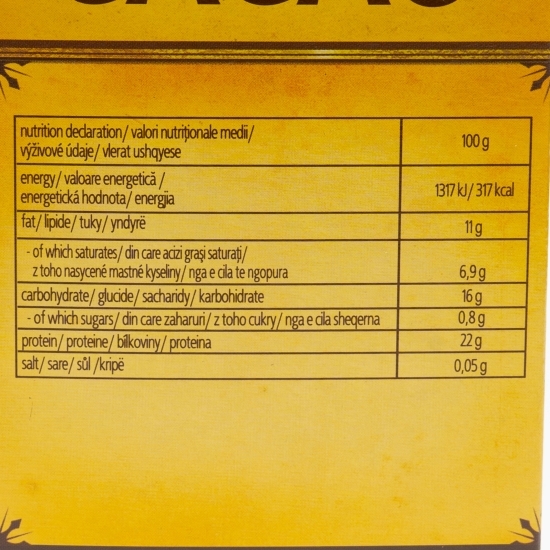 CACAO
nutrition declaration/ valori nutriționale medii/
výživové údaje/ vlerat ushqyese
100 g
energy/ valoare energetică /
energetická hodnota/ energjia
1317 kJ/ 317 kcal
fat/ lipide/ tuky/ yndyrë
11 g
- of which saturates/ din care acizi grași saturați/
z toho nasycené mastné kyseliny/ nga e cila te ngopura
6,9 g
carbohydrate/ glucide/ sacharidy/ karbohidrate
16 g
- of which sugars/ din care zaharuri/ z toho cukry/ nga e cila sheqerna
0,8 g
protein/ proteine/ bílkoviny/ proteina
22 g
salt/ sare/ sůl /kripë
0,05 g